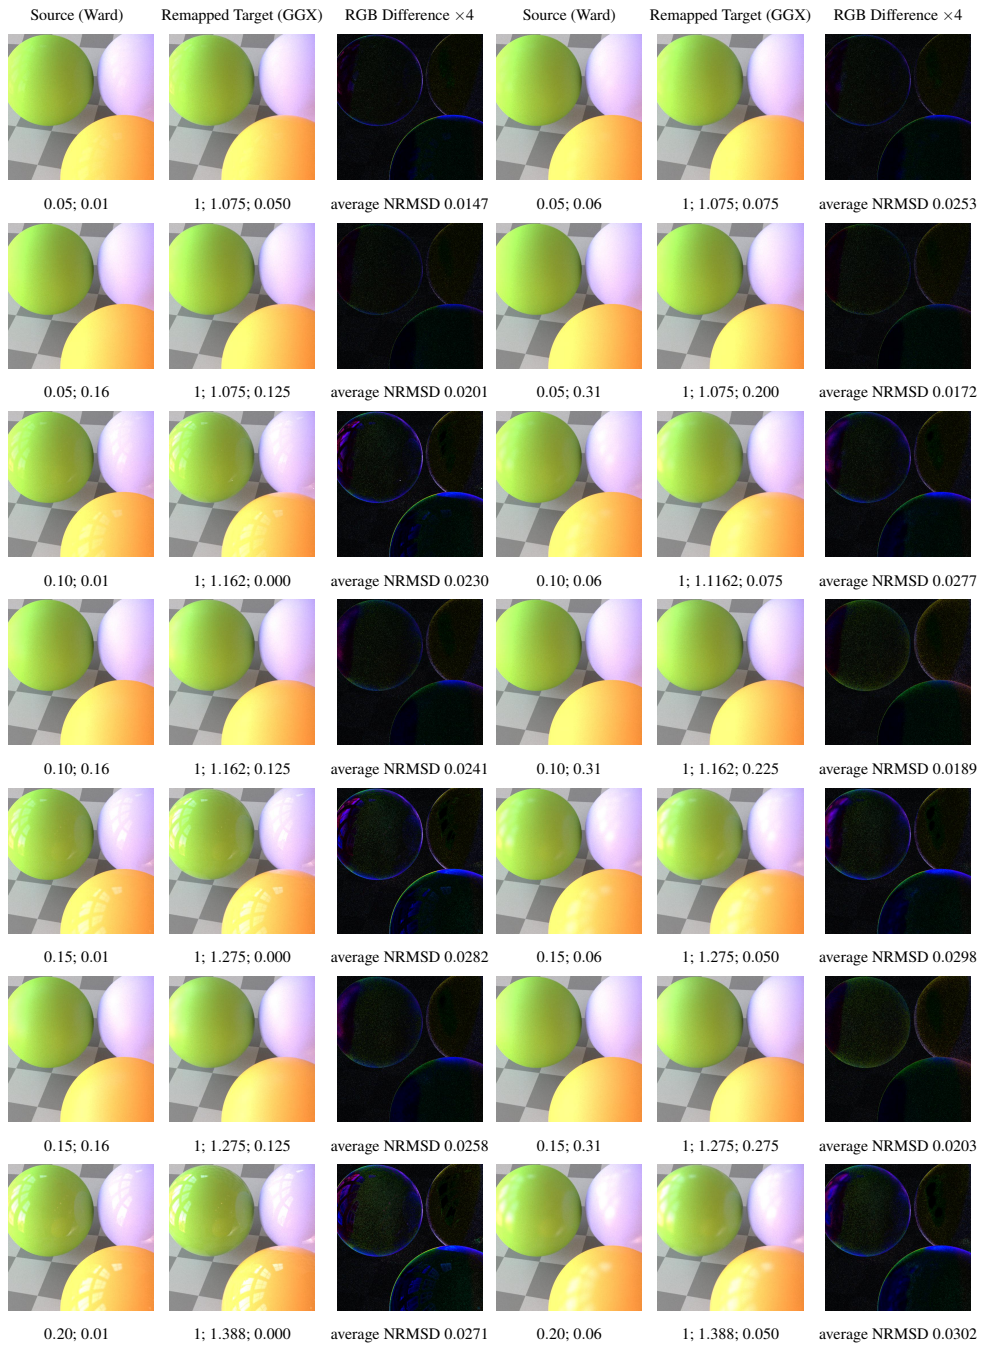 Source (Ward) Remapped Target (GGX) RGB Difference ×4 Source (Ward) Remapped Target (GGX) RGB Difference ×4
0.05; 0.01 1; 1.075; 0.050 average NRMSD 0.0147 0.05; 0.06 1; 1.075; 0.075 average NRMSD 0.0253
0.05; 0.16 1; 1.075; 0.125 average NRMSD 0.0201 0.05; 0.31 1; 1.075; 0.200 average NRMSD 0.0172
0.10; 0.01 1; 1.162; 0.000 average NRMSD 0.0230 0.10; 0.06 1; 1.1162; 0.075 average NRMSD 0.0277
0.10; 0.16 1; 1.162; 0.125 average NRMSD 0.0241 0.10; 0.31 1; 1.162; 0.225 average NRMSD 0.0189
0.15; 0.01 1; 1.275; 0.000 average NRMSD 0.0282 0.15; 0.06 1; 1.275; 0.050 average NRMSD 0.0298
0.15; 0.16 1; 1.275; 0.125 average NRMSD 0.0258 0.15; 0.31 1; 1.275; 0.275 average NRMSD 0.0203
0.20; 0.01 1; 1.388; 0.000 average NRMSD 0.0271 0.20; 0.06 1; 1.388; 0.050 average NRMSD 0.0302